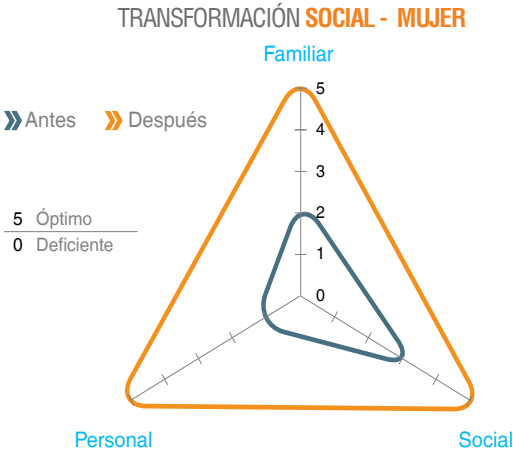 TRANSFORMACIÓN SOCIAL - MUJER
Familiar
Antes
Después
5
4
3
2
1
0
5 Óptimo
0 Deficiente
Personal
Social